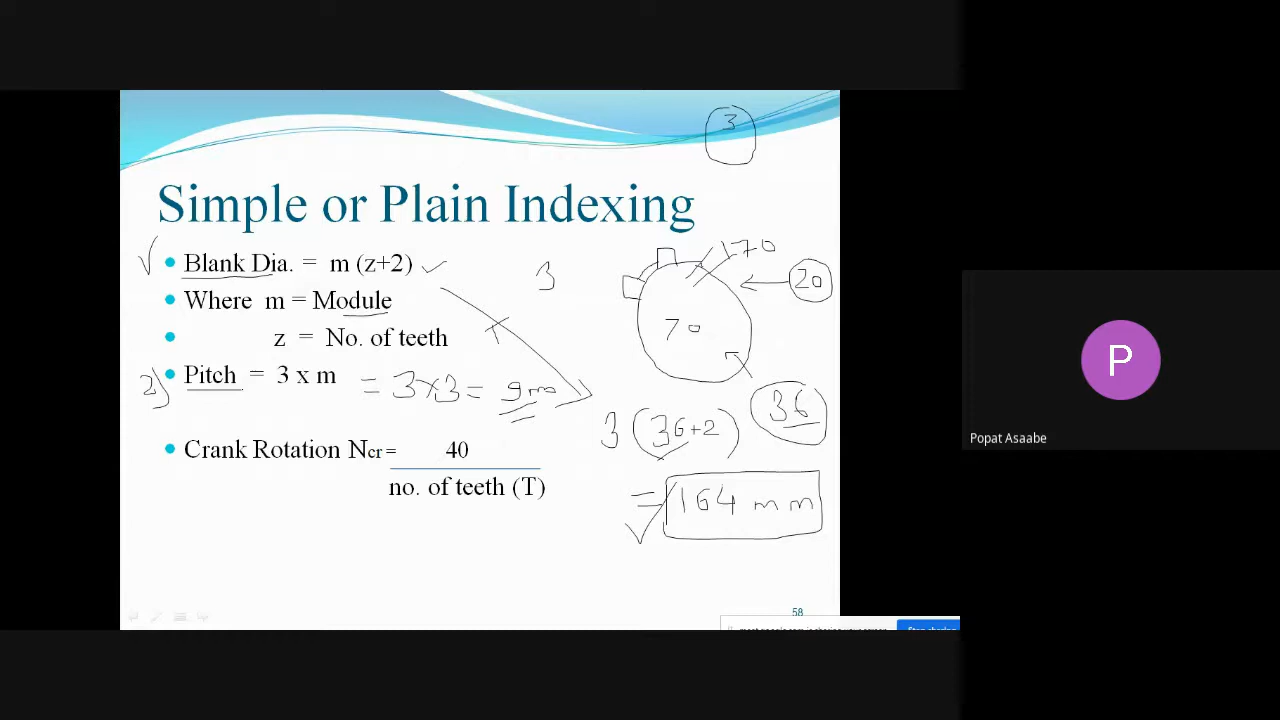 3
Simple or Plain Indexing
Blank Dia. = m (z+2)
3
170
20
Where m = Module
z = No. of teeth
70
2) Pitch = 3 x m = 3x3 = 9mm
36
3 (36+2)
Crank Rotation Ncr = 40
no. of teeth (T)
= 164 mm
Popat Asaabe
P
58